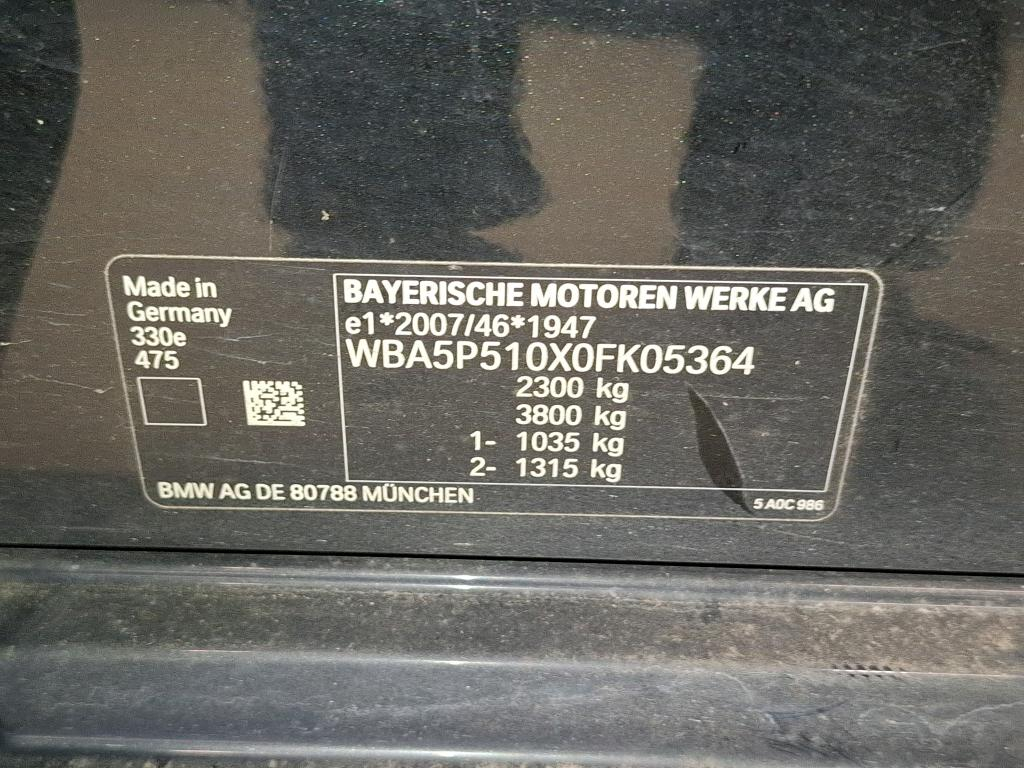 Made in
Germany
330e
475
BAYERISCHE MOTOREN WERKE AG
e1*2007/46*1947
WBA5P510X0FK05364
2300 kg
3800 kg
1- 1035 kg
2- 1315 kg
BMW AG DE 80788 MÜNCHEN
5 A0C 986